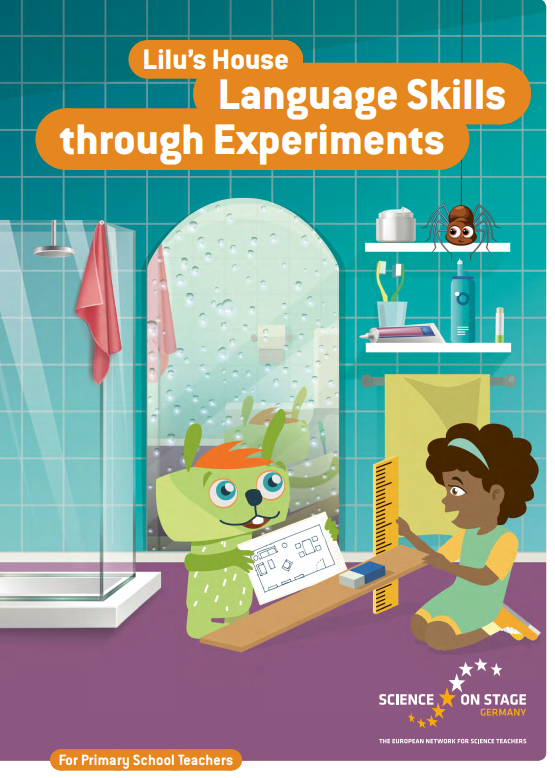 Lilu's House
Language Skills
through Experiments
SCIENCE ON STAGE
GERMANY
THE EUROPEAN NETWORK FOR SCIENCE TEACHERS
For Primary School Teachers